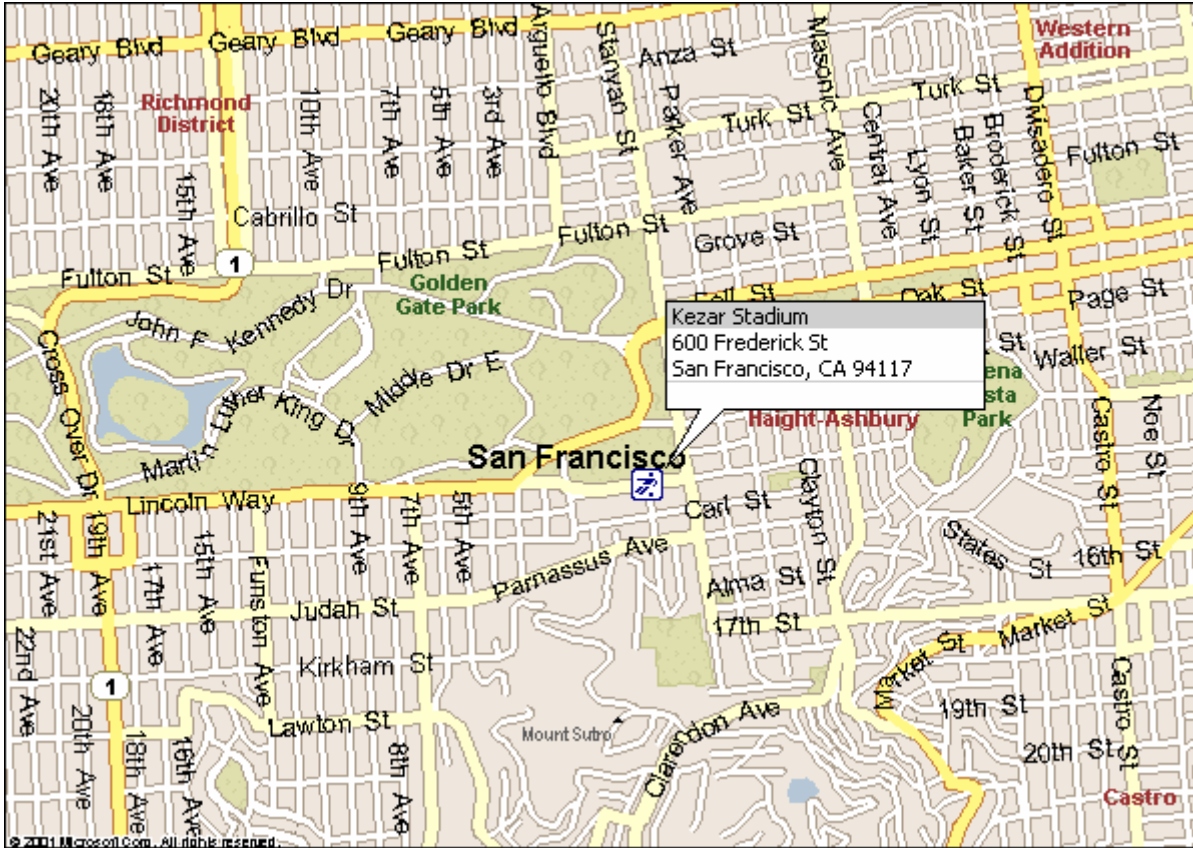 Geary Blvd
Geary Blvd
Geary Blvd
Arguello Blvd
Stanyan St
Anza St
Masonic Ave
Western
Addition
20th Ave
18th Ave
Richmond
District
10th Ave
7th Ave
5th Ave
3rd Ave
Parker Ave
Turk St
Turk St
Central Ave
Lyon St
Baker St
Broderick St
Divisadero St
Fulton St
15th Ave
Cabrillo St
1
Fulton St
Fulton St
Fulton St
Grove St
Golden
Gate Park
John F Kennedy Dr
Fell St
Oak St
Page St
Waller St
Kezar Stadium
600 Frederick St
San Francisco, CA 94117
Cross Over Dr
Martin Luther King Dr
Middle Dr E
Haight-Ashbury
ena
sta
Park
Castro St
Noe St
San Francisco
Lincoln Way
9th Ave
7th Ave
5th Ave
Carl St
Clayton St
States St
16th St
21st Ave
19th Ave
17th Ave
15th Ave
Funston Ave
Judah St
Parnassus Ave
Alma St
17th St
Market St
Market St
22nd Ave
Kirkham St
1
20th Ave
18th Ave
16th Ave
Lawton St
8th Ave
Mount Sutro
Clarendon Ave
19th St
20th St
Castro St
Castro
© 2001 Microsoft Corp. All rights reserved.